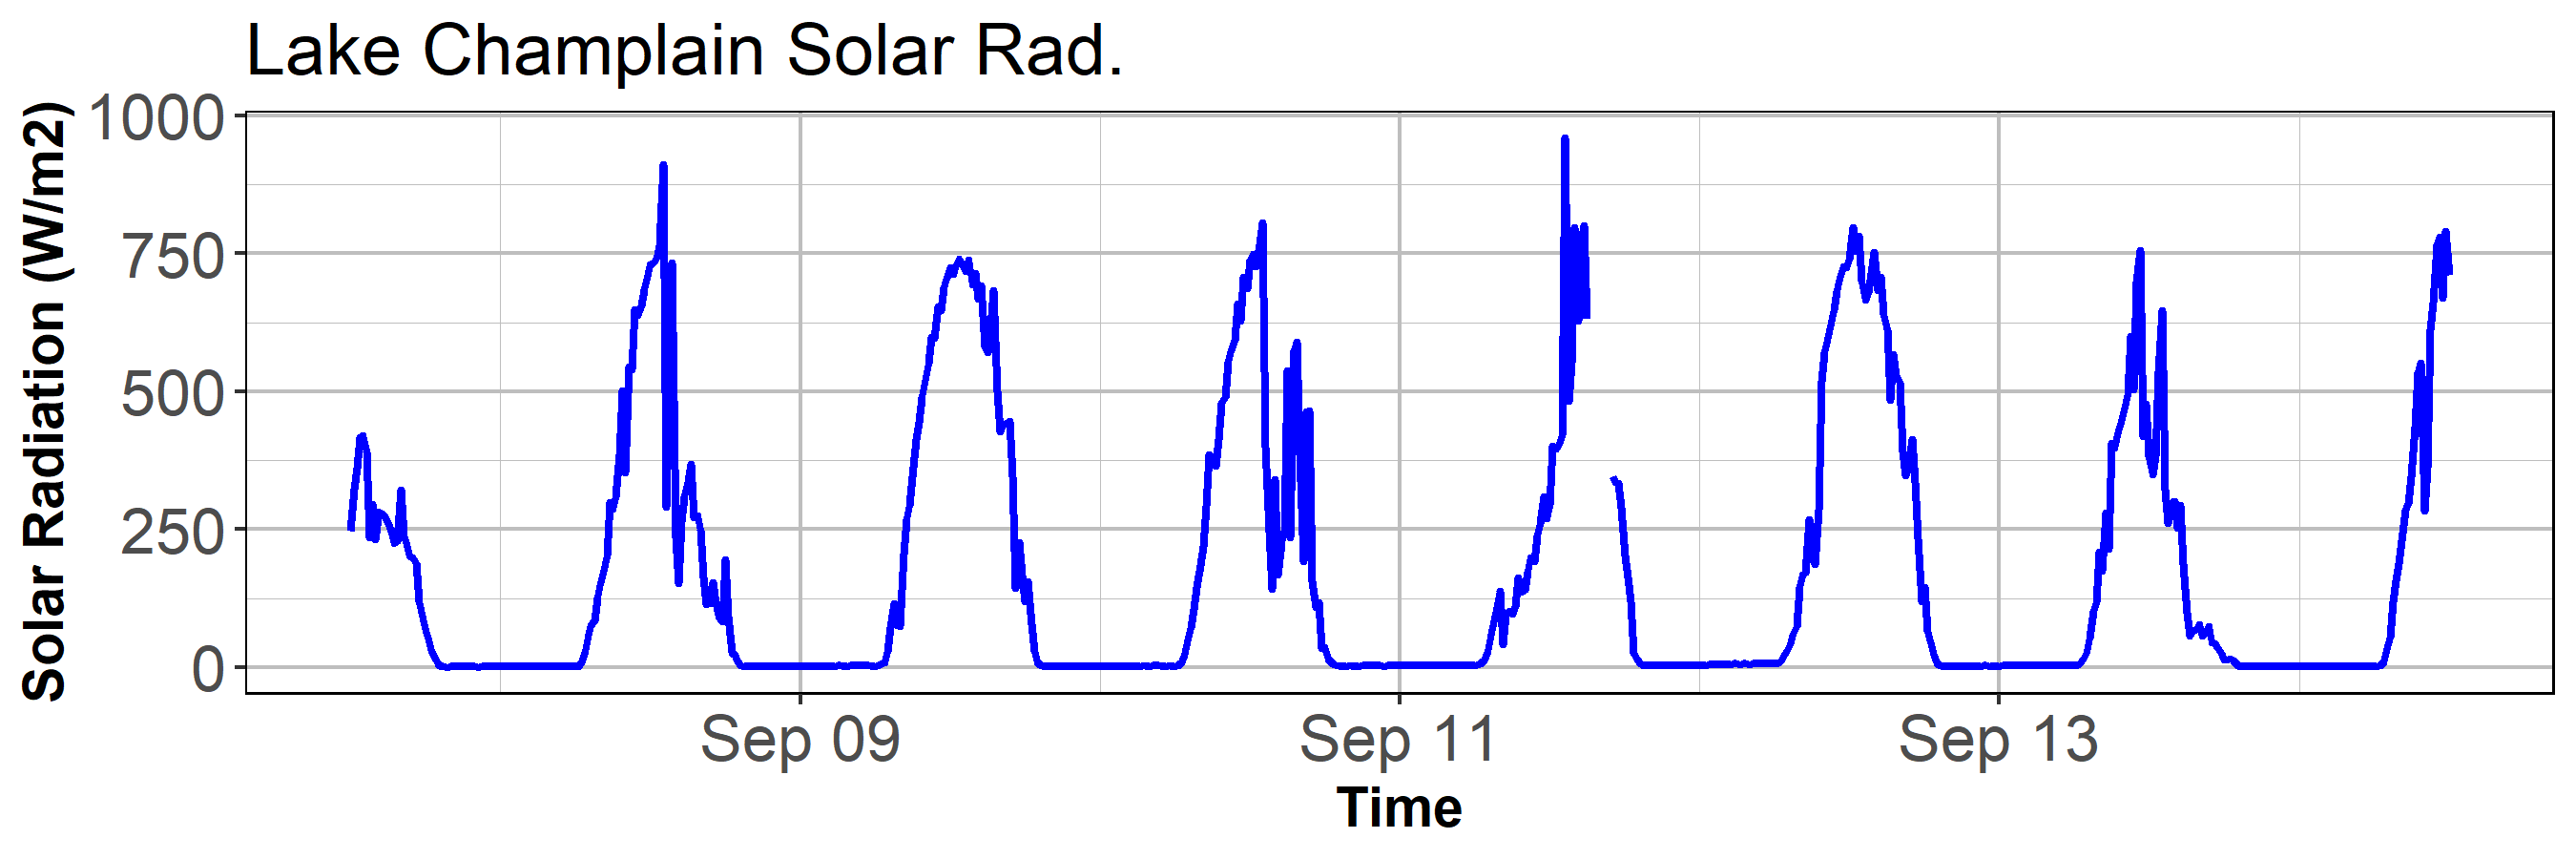 Lake Champlain Solar Rad.
Solar Radiation (W/m2)
1000
750
500
250
0
Sep 09
Sep 11
Sep 13
Time